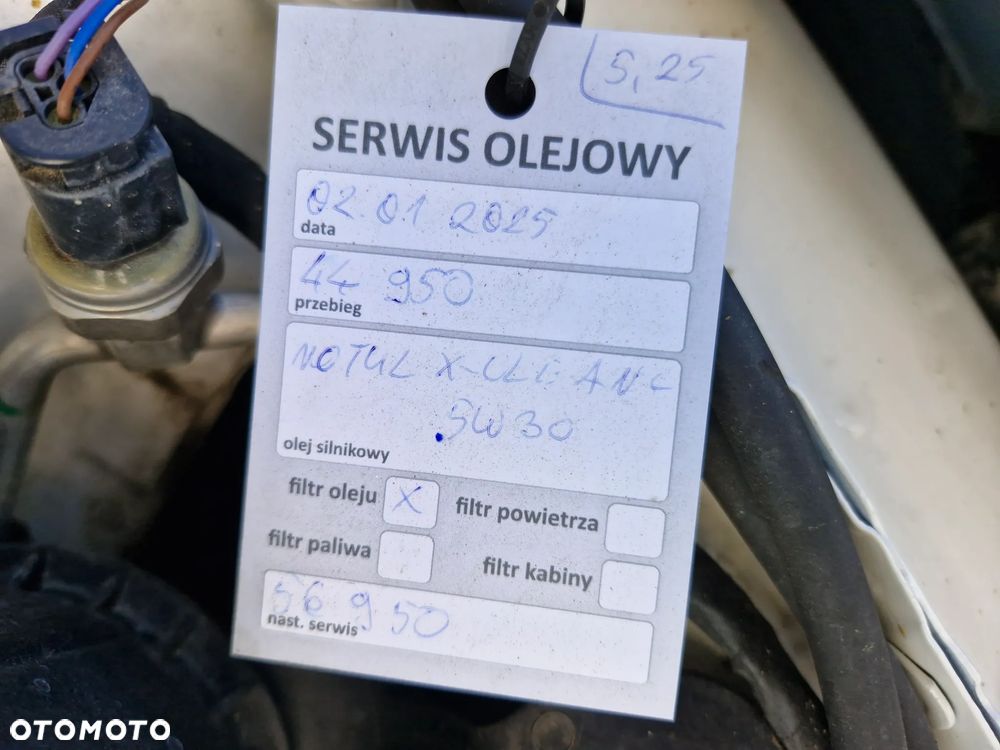 5,25
SERWIS OLEJOWY
02.01 2025
data
44 950
przebieg
MOTUL X-CLEAN
5W30
olej silnikowy
filtr oleju X filtr powietrza
filtr paliwa filtr kabiny
56 950
nast. serwis
OTOMOTO